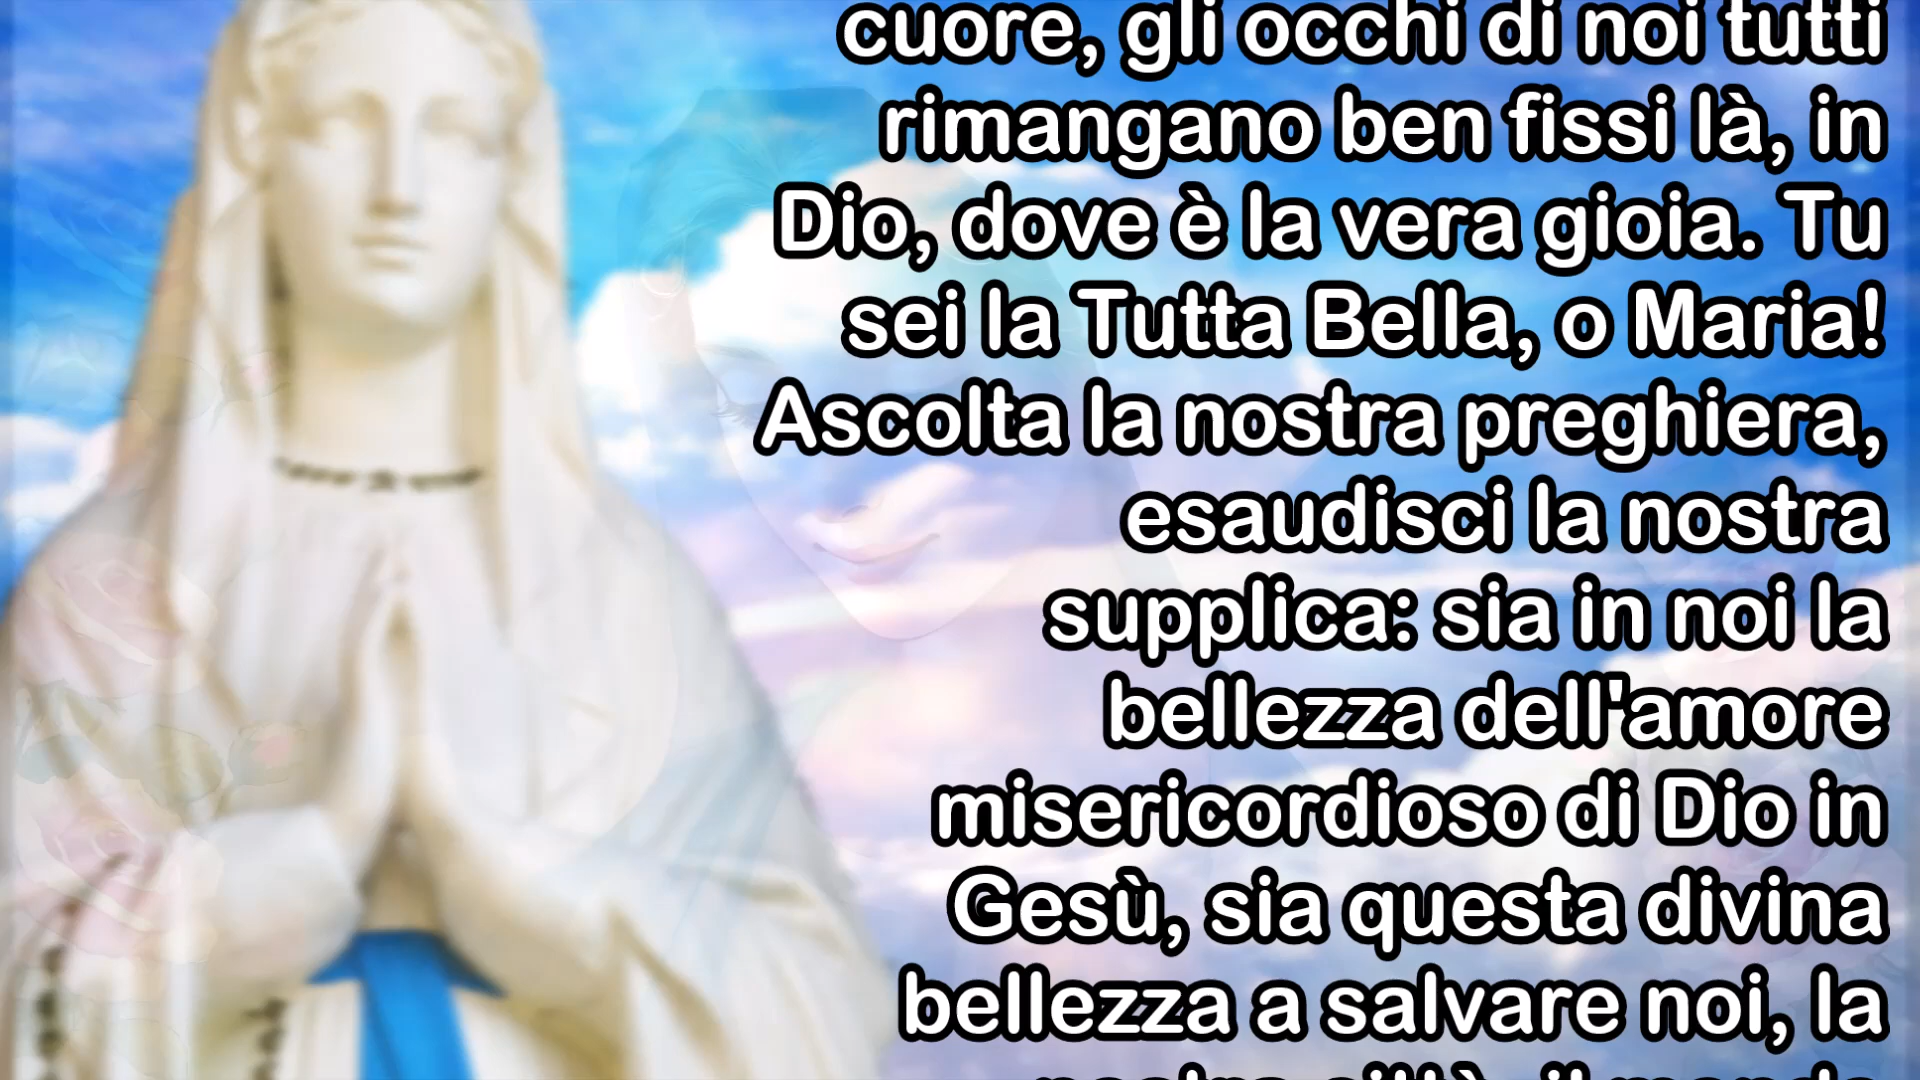 cuore, gli occhi di noi tutti
rimangano ben fissi là, in
Dio, dove è la vera gioia. Tu
sei la Tutta Bella, o Maria!
Ascolta la nostra preghiera,
esaudisci la nostra
supplica: sia in noi la
bellezza dell'amore
misericordioso di Dio in
Gesù, sia questa divina
bellezza a salvare noi, la